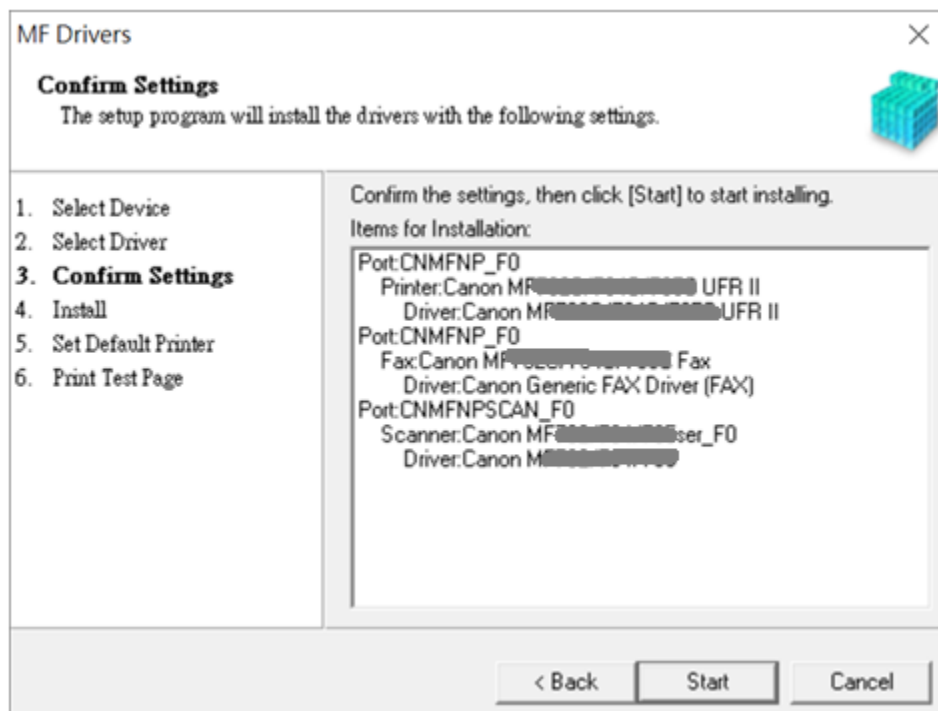 MF Drivers
Confirm Settings
The setup program will install the drivers with the following settings.
1. Select Device
2. Select Driver
3. Confirm Settings
4. Install
5. Set Default Printer
6. Print Test Page
Confirm the settings, then click [Start] to start installing.
Items for Installation:
Port:CNMFNP_F0
Printer:Canon UFR II
Driver:Canon UFR II
Port:CNMFNP_F0
Fax:Canon Fax
Driver:Canon Generic FAX Driver (FAX)
Port:CNMFNPSCAN_F0
Scanner:Canon
Driver:Canon
< Back
Start
Cancel